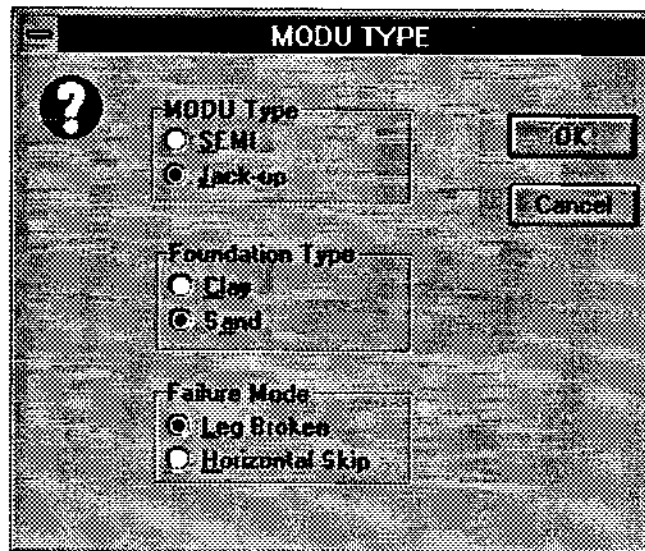 MODU TYPE
?
MODU Type
SEMI
Jack-up
OK
Cancel
Foundation Type
Clay
Sand
Failure Mode
Leg Broken
Horizontal Skip